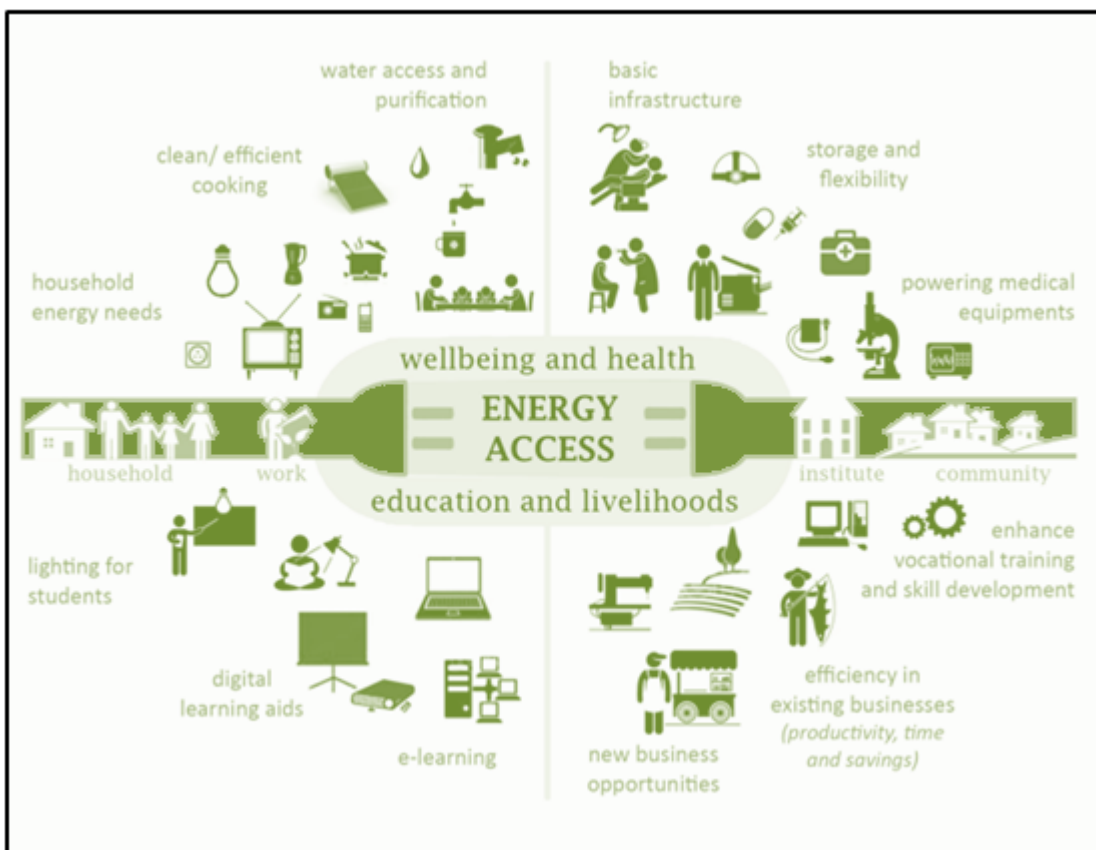 water access and
purification
basic
infrastructure
clean/ efficient
cooking
storage and
flexibility
household
energy needs
powering medical
equipments
wellbeing and health
ENERGY
ACCESS
household
work
institute
community
education and livelihoods
lighting for
students
enhance
vocational training
and skill development
digital
learning aids
efficiency in
existing businesses
(productivity, time
and savings)
e-learning
new business
opportunities